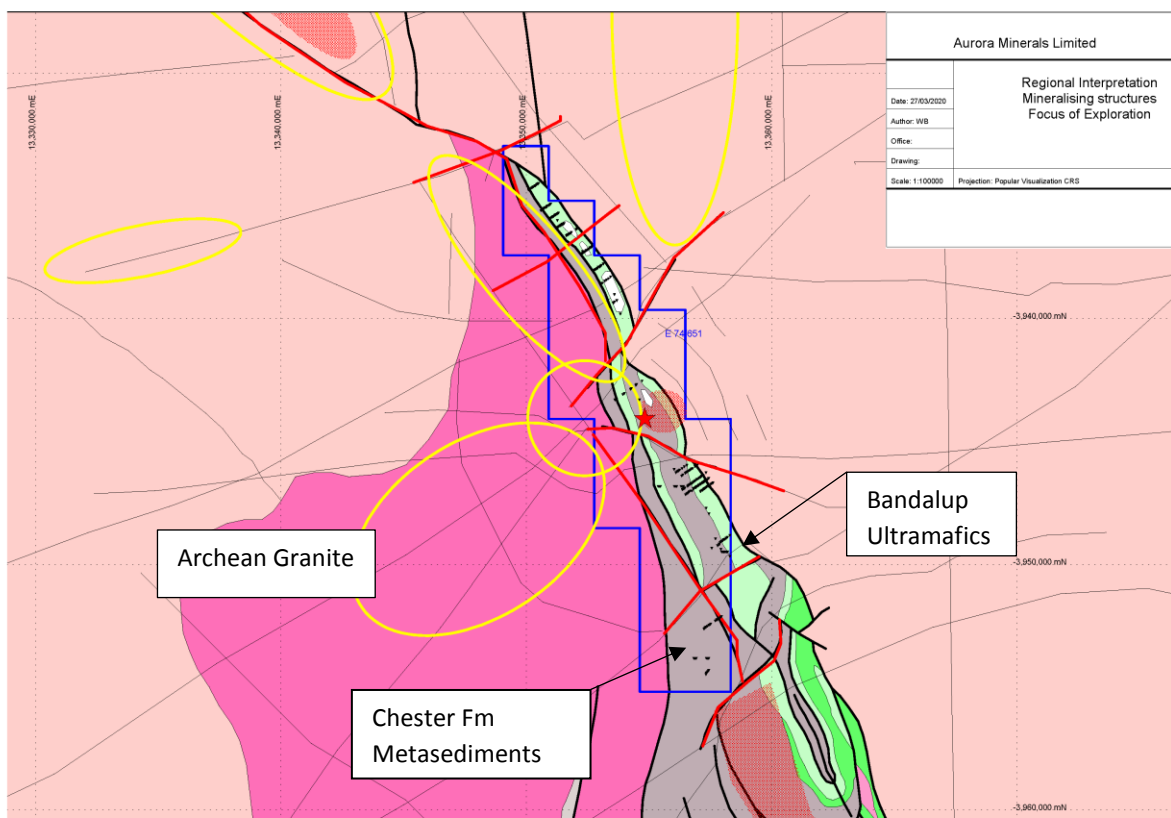 Aurora Minerals Limited
Regional Interpretation
Mineralising structures
Focus of Exploration
Date: 27/03/2020
Author: WB
Office:
Drawing:
Scale: 1:100000
Projection: Popular Visualization CRS
13,330,000 mE
13,340,000 mE
13,350,000 mE
13,360,000 mE
-3,940,000 mN
E 74/651
Bandalup
Ultramafics
Archean Granite
-3,950,000 mN
Chester Fm
Metasediments
-3,960,000 mN